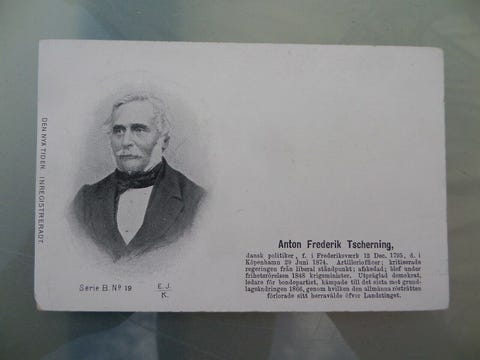 DEN NYA TIDEN. INREGISTRERADT.
Anton Frederik Tscherning,
dansk politiker, f. i Frederiksværk 12 Dec. 1795, d. i
Köpenhamn 29 Juni 1874. Artilleriofficer; kritiserade
regeringen från liberal ståndpunkt; afskedad; blef under
frihetsrörelsen 1848 krigsminister. Utpräglad demokrat,
ledare för bondepartiet, kämpade till det sista mot grund-
lagsändringen 1866, genom hvilken den allmänna rösträtten
förlorade sitt herravälde öfver Landstinget.
Serie B. No 19
E. J.
K.